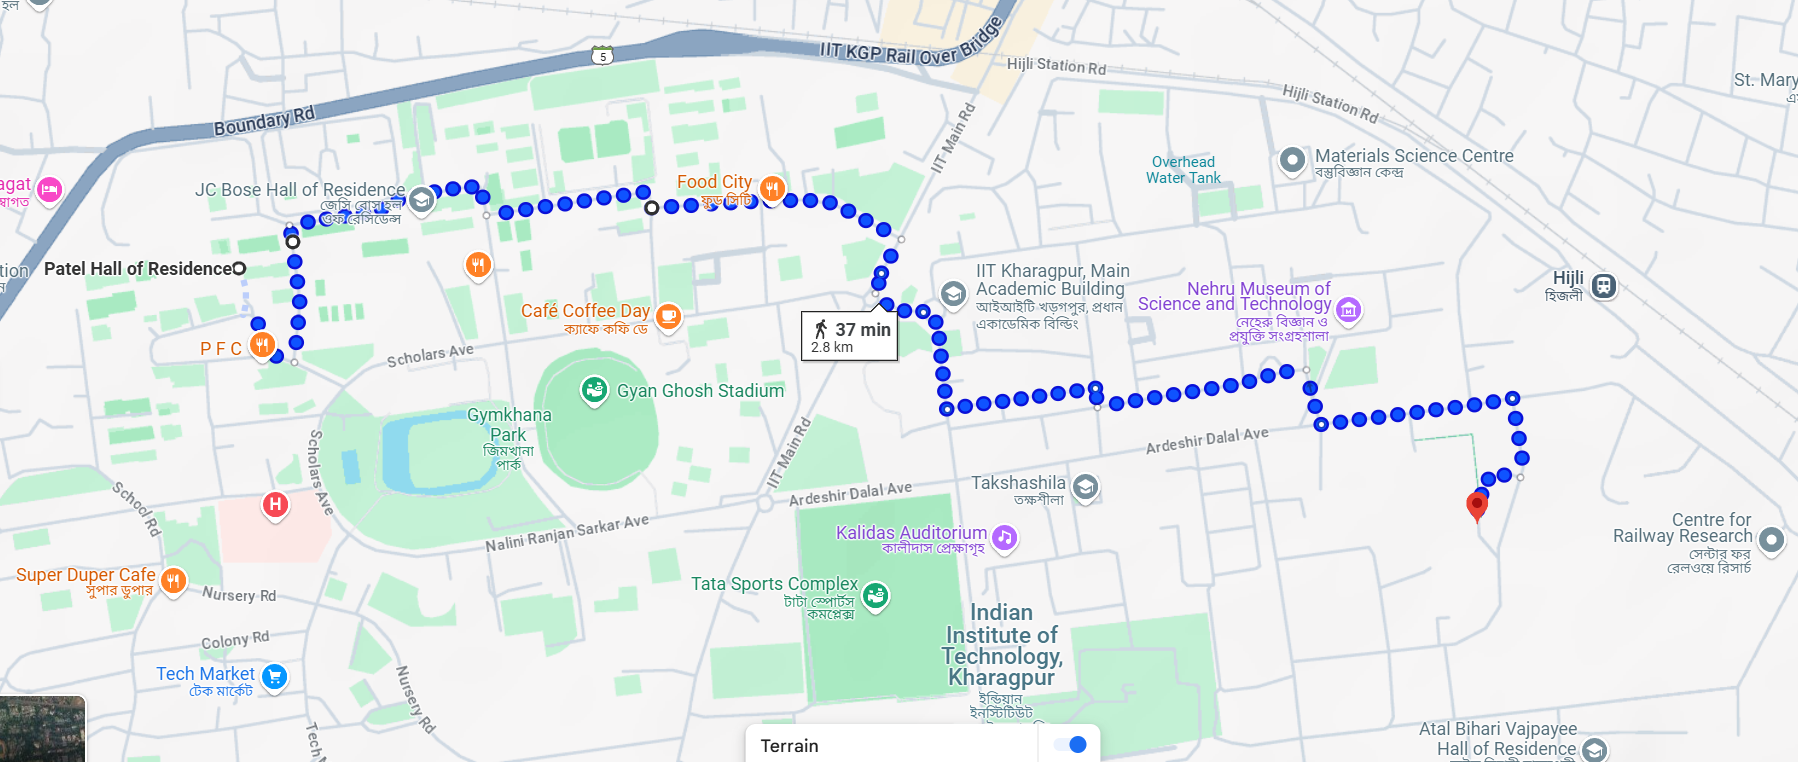 হল
5
IIT KGP Rail Over Bridge
Hijli Station Rd
Hijli Station Rd
St. Mary
Boundary Rd
IIT Main Rd
Overhead
Water Tank
Materials Science Centre
বস্তুবিজ্ঞান কেন্দ্র
agat
স্বাগত
JC Bose Hall of Residence
জেসি বোস হল
ওফ রেসিডেন্স
Food City
ফুড সিটি
Patel Hall of Residence
tion
IIT Kharagpur, Main
Academic Building
আইআইটি খড়গপুর, প্রধান
একাডেমিক বিল্ডিং
Hijli
হিজলী
Nehru Museum of
Science and Technology
নেহেরু বিজ্ঞান ও
প্রযুক্তি সংগ্রহশালা
Café Coffee Day
ক্যাফে কফি ডে
37 min
2.8 km
P F C
Scholars Ave
Gyan Ghosh Stadium
Gymkhana
Park
জিমখানা
পার্ক
Scholars Ave
IIT Main Rd
Ardeshir Dalal Ave
Ardeshir Dalal Ave
Takshashila
তক্ষশীলা
School Rd
H
Nalini Ranjan Sarkar Ave
Kalidas Auditorium
কালীদাস প্রেক্ষাগৃহ
Centre for
Railway Research
সেন্টার ফর
রেলওয়ে রিসার্চ
Super Duper Cafe
সুপার ডুপার
Nursery Rd
Tata Sports Complex
টাটা স্পোর্টস
কমপ্লেক্স
Indian
Institute of
Technology,
Kharagpur
ইন্ডিয়ান
ইনস্টিটিউট
Colony Rd
Tech Market
টেক মার্কেট
Nursery Rd
Tech M
Terrain
Atal Bihari Vajpayee
Hall of Residence